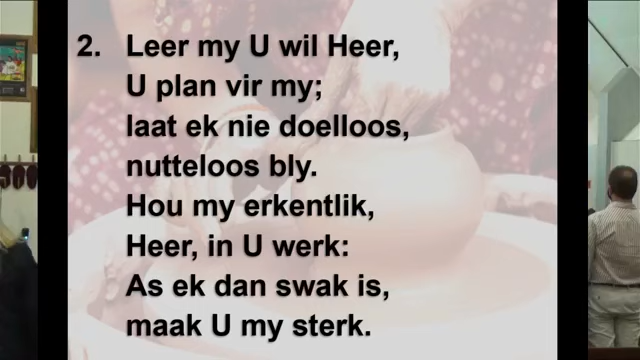 2. Leer my U wil Heer,
U plan vir my;
laat ek nie doelloos,
nutteloos bly.
Hou my erkentlik,
Heer, in U werk:
As ek dan swak is,
maak U my sterk.